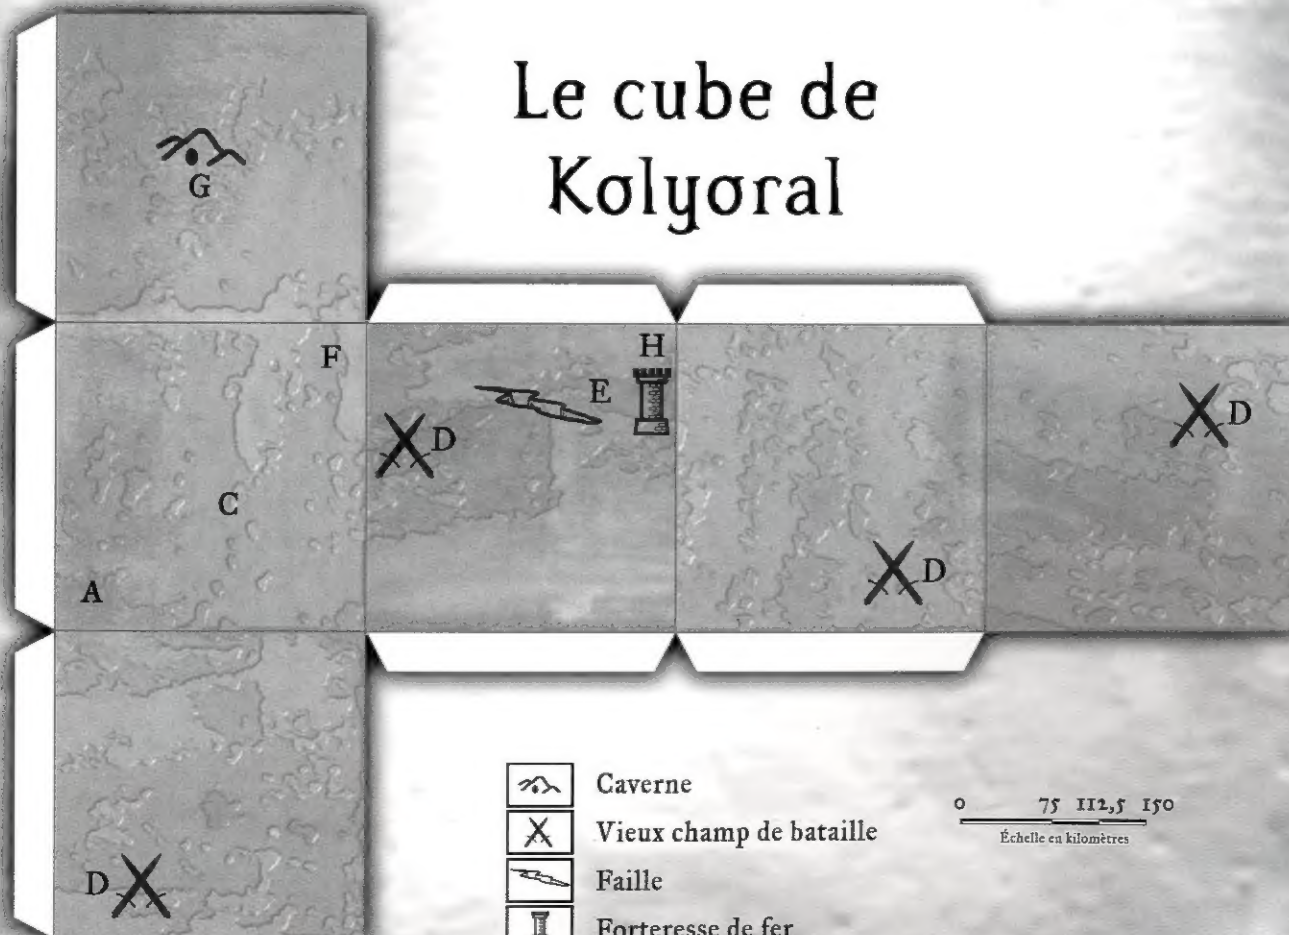 Le cube de
Kolyoral
G
F
H
E
D
D
C
A
D
D
Caverne
Vieux champ de bataille
Faille
Forteresse de fer
0 75 112,5 150
Échelle en kilomètres